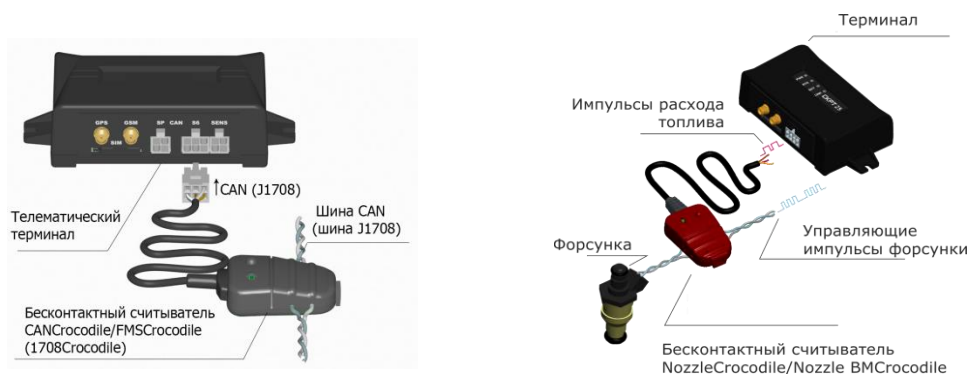 GPS GSM SP CAN S6 SENS
SIM
CAN (J1708)
Телематический
терминал
Шина CAN
(шина J1708)
Бесконтактный считыватель
CANCrocodile/FMSCrocodile
(1708Crocodile)
Терминал
Импульсы расхода
топлива
Форсунка
Управляющие
импульсы форсунки
Бесконтактный считыватель
NozzleCrocodile/Nozzle BMCrocodile